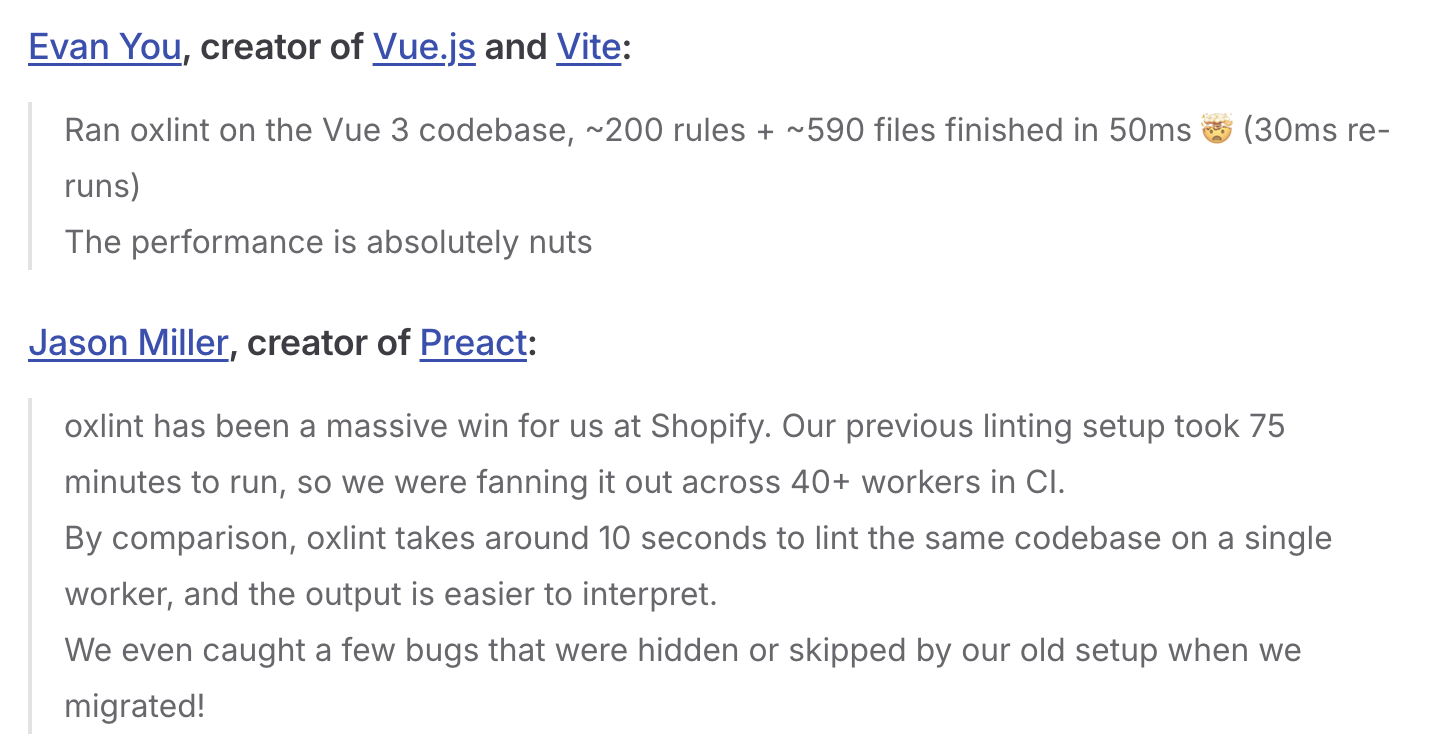 Evan You, creator of Vue.js and Vite:
Ran oxlint on the Vue 3 codebase, ~200 rules + ~590 files finished in 50ms 🤯 (30ms re-
runs)
The performance is absolutely nuts
Jason Miller, creator of Preact:
oxlint has been a massive win for us at Shopify. Our previous linting setup took 75
minutes to run, so we were fanning it out across 40+ workers in CI.
By comparison, oxlint takes around 10 seconds to lint the same codebase on a single
worker, and the output is easier to interpret.
We even caught a few bugs that were hidden or skipped by our old setup when we
migrated!